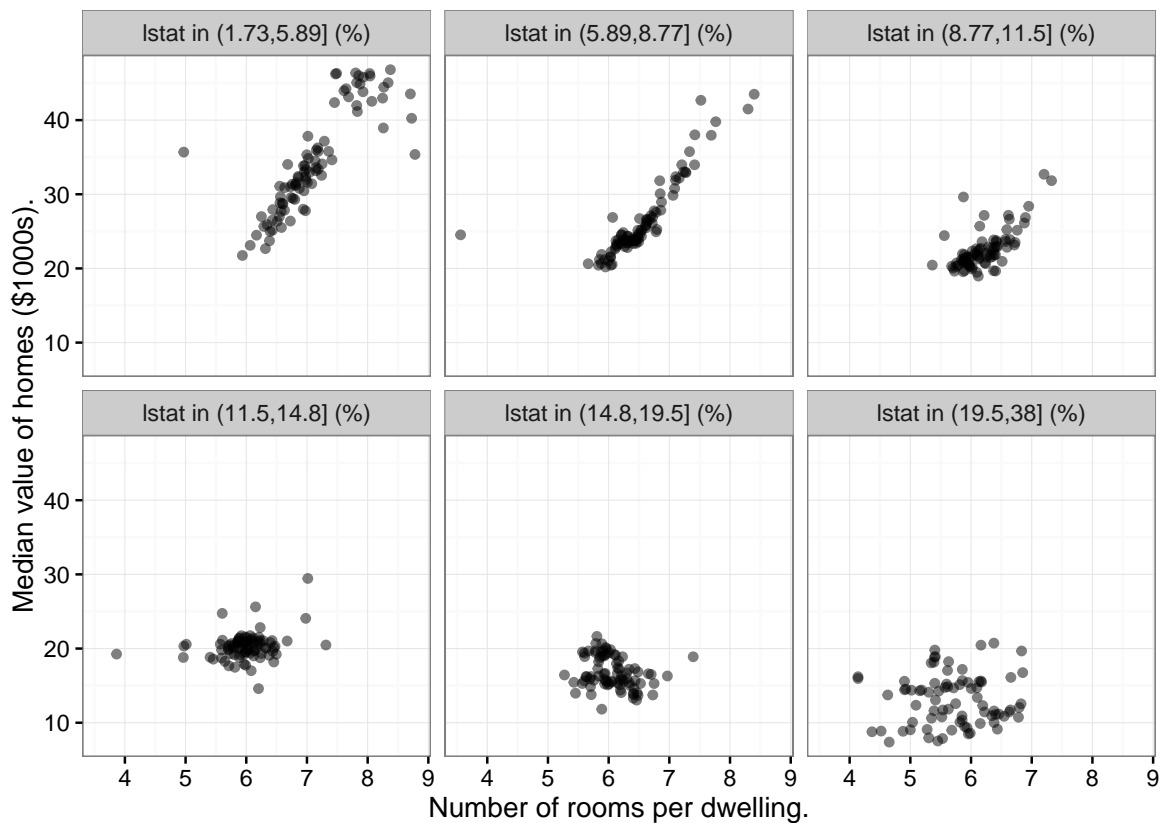 lstat in (1.73,5.89] (%)
lstat in (5.89,8.77] (%)
lstat in (8.77,11.5] (%)
40
30
20
10
lstat in (11.5,14.8] (%)
lstat in (14.8,19.5] (%)
lstat in (19.5,38] (%)
40
30
20
10
4 5 6 7 8 9
4 5 6 7 8 9
4 5 6 7 8 9
Number of rooms per dwelling.
Median value of homes ($1000s).